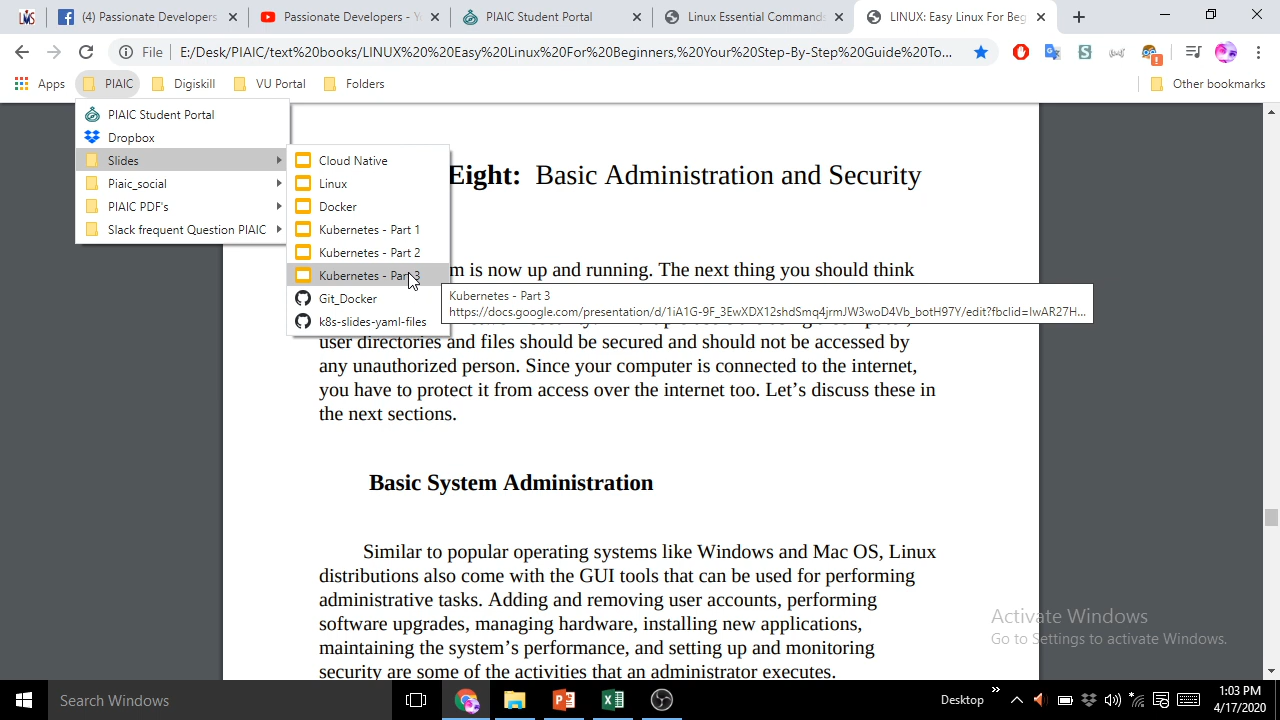 (4) Passionate Developers
Passionate Developers - Y
PIAIC Student Portal
Linux Essential Command
LINUX: Easy Linux For Beg
File
E:/Desk/PIAIC/text%20books/LINUX%20%20Easy%20Linux%20For%20Beginners,%20Your%20Step-By-Step%20Guide%20To...
Apps
PIAIC
Digiskill
VU Portal
Folders
Other bookmarks
PIAIC Student Portal
Dropbox
Slides
Piaic_social
PIAIC PDF's
Slack frequent Question PIAIC
Cloud Native
Linux
Docker
Kubernetes - Part 1
Kubernetes - Part 2
Kubernetes - Part 3
Git_Docker
k8s-slides-yaml-files
Kubernetes - Part 3
https://docs.google.com/presentation/d/1iA1G-9F_3EwXDX12shdSmq4jrmJW3woD4Vb_botH97Y/edit?fbclid=IwAR27H...
Eight: Basic Administration and Security
m is now up and running. The next thing you should think
user directories and files should be secured and should not be accessed by
any unauthorized person. Since your computer is connected to the internet,
you have to protect it from access over the internet too. Let's discuss these in
the next sections.
Basic System Administration
Similar to popular operating systems like Windows and Mac OS, Linux
distributions also come with the GUI tools that can be used for performing
administrative tasks. Adding and removing user accounts, performing
software upgrades, managing hardware, installing new applications,
maintaining the system's performance, and setting up and monitoring
security are some of the activities that an administrator executes.
Activate Windows
Go to Settings to activate Windows.
Search Windows
Desktop
1:03 PM
4/17/2020